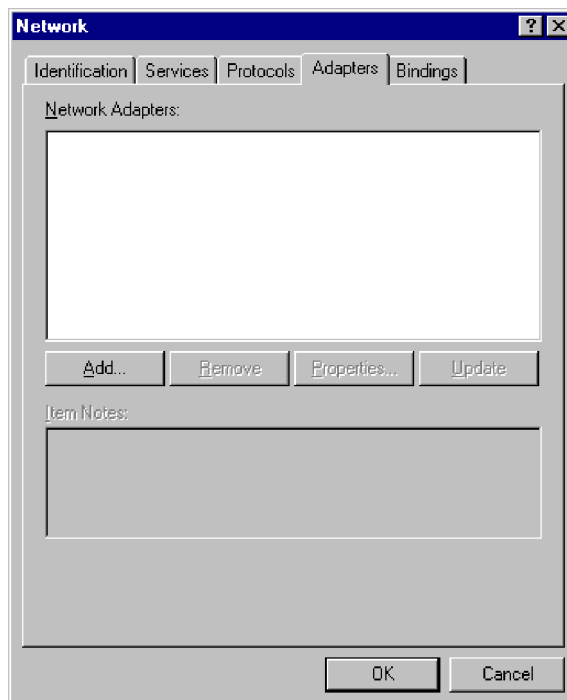 Network
Identification Services Protocols Adapters Bindings
Network Adapters:
Add... Remove Properties... Update
Item Notes:
OK Cancel